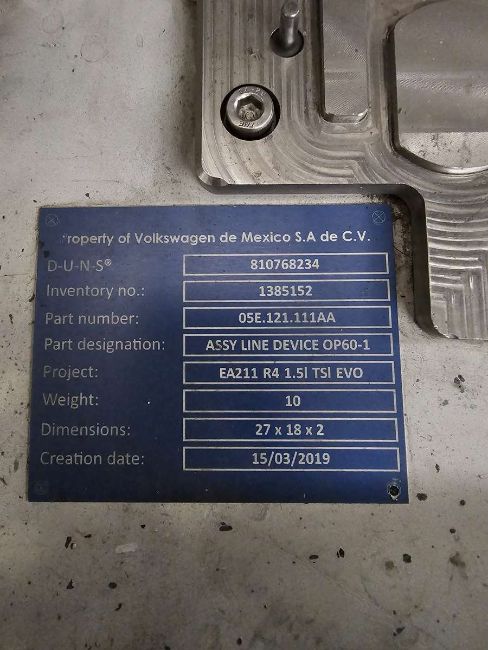 Property of Volkswagen de Mexico S.A de C.V.
D-U-N-S® 810768234
Inventory no.: 1385152
Part number: 05E.121.111AA
Part designation: ASSY LINE DEVICE OP60-1
Project: EA211 R4 1.5l TSI EVO
Weight: 10
Dimensions: 27 x 18 x 2
Creation date: 15/03/2019